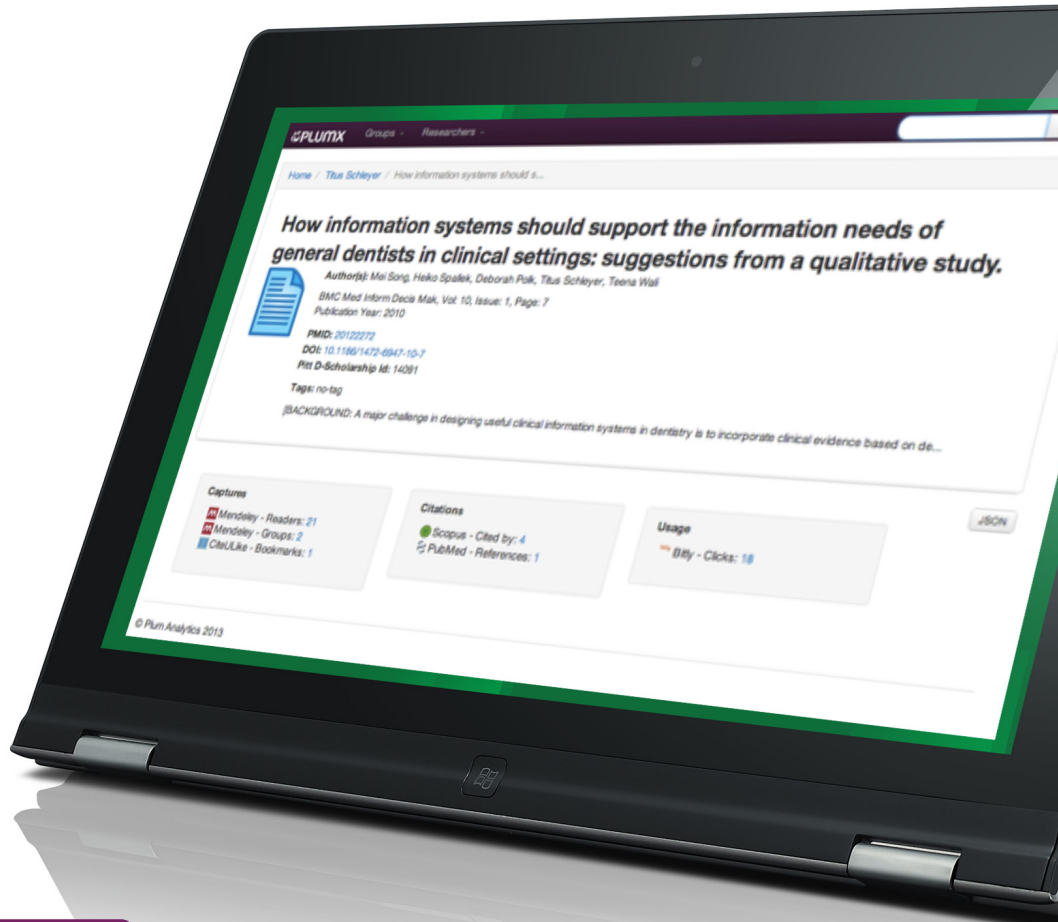 PLUMX Groups Researchers
Home / Titus Schleyer / How information systems should s...
How information systems should support the information needs of
general dentists in clinical settings: suggestions from a qualitative study.
Author(s): Mei Song, Heiko Spallek, Deborah Polk, Titus Schleyer, Teena Wali
BMC Med Inform Decis Mak, Vol: 10, Issue: 1, Page: 7
Publication Year: 2010
PMID: 20122272
DOI: 10.1186/1472-6947-10-7
Pitt D-Scholarship Id: 14091
Tags: no-tag
[BACKGROUND: A major challenge in designing useful clinical information systems in dentistry is to incorporate clinical evidence based on de...
JSON
Captures
Mendeley - Readers: 21
Mendeley - Groups: 2
CiteULike - Bookmarks: 1
Citations
Scopus - Cited by: 4
PubMed - References: 1
Usage
Bitly - Clicks: 18
© Plum Analytics 2013